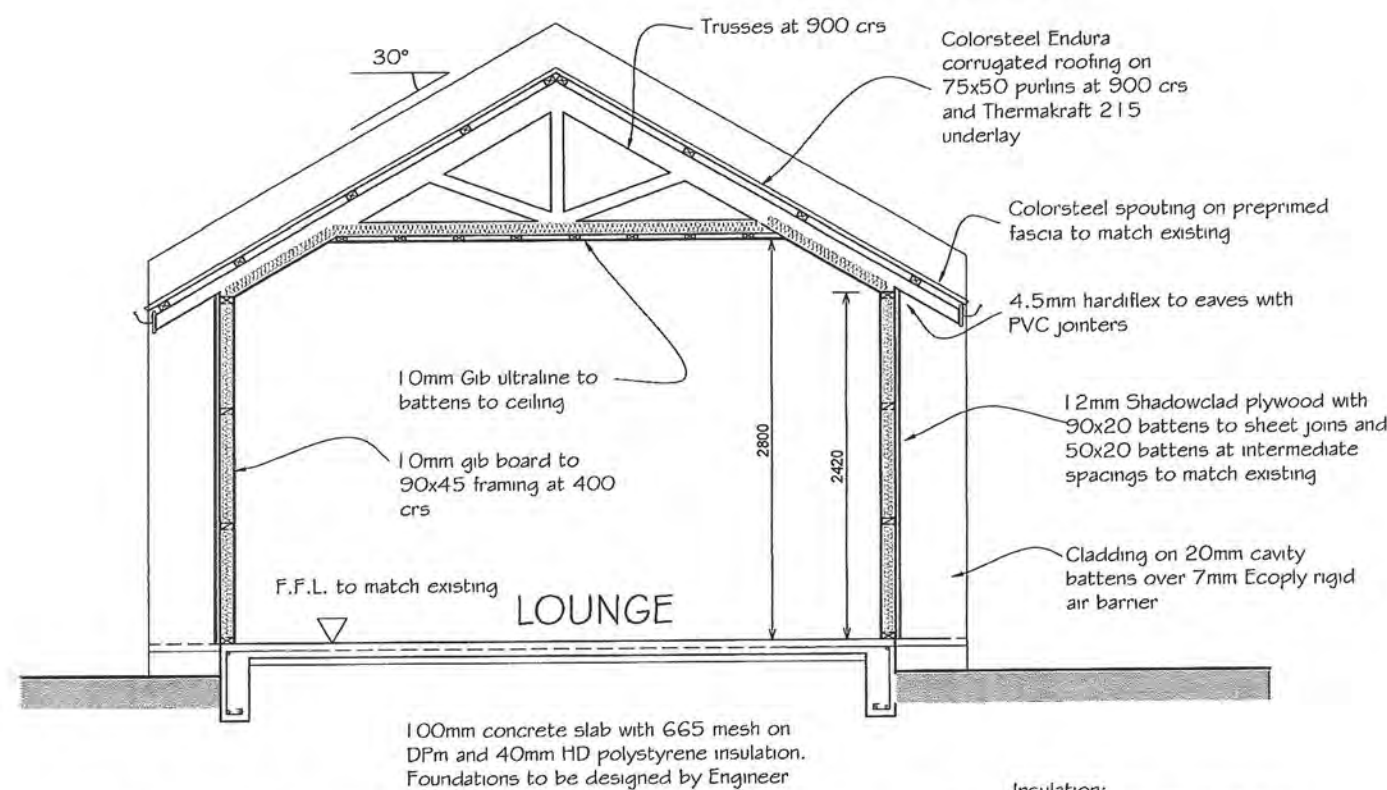 Trusses at 900 crs
30°
Colorsteel Endura
corrugated roofing on
75x50 purlins at 900 crs
and Thermakraft 215
underlay
Colorsteel spouting on preprimed
fascia to match existing
4.5mm hardiflex to eaves with
PVC jointers
10mm Gib ultraline to
battens to ceiling
12mm Shadowclad plywood with
90x20 battens to sheet joins and
50x20 battens at intermediate
spacings to match existing
2800
2420
10mm gib board to
90x45 framing at 400
crs
Cladding on 20mm cavity
battens over 7mm Ecoply rigid
air barrier
F.F.L. to match existing
LOUNGE
100mm concrete slab with 665 mesh on
DPm and 40mm HD polystyrene insulation.
Foundations to be designed by Engineer
Insulation: